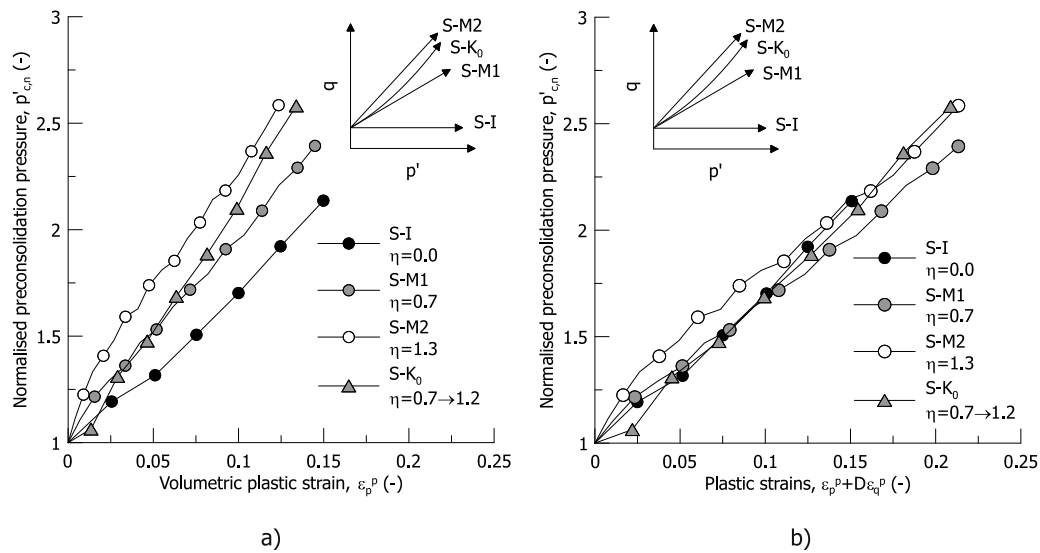 Normalised preconsolidation pressure, p'c,n (-)
3
2.5
2
1.5
1
0
0.05
0.1
0.15
0.2
0.25
Volumetric plastic strain, εpᵖ (-)
q
p'
S-M2
S-K₀
S-M1
S-I
S-I
η=0.0
S-M1
η=0.7
S-M2
η=1.3
S-K₀
η=0.7→1.2
a)
Normalised preconsolidation pressure, p'c,n (-)
3
2.5
2
1.5
1
0
0.05
0.1
0.15
0.2
0.25
Plastic strains, εpᵖ+Dεqᵖ (-)
q
p'
S-M2
S-K₀
S-M1
S-I
S-I
η=0.0
S-M1
η=0.7
S-M2
η=1.3
S-K₀
η=0.7→1.2
b)